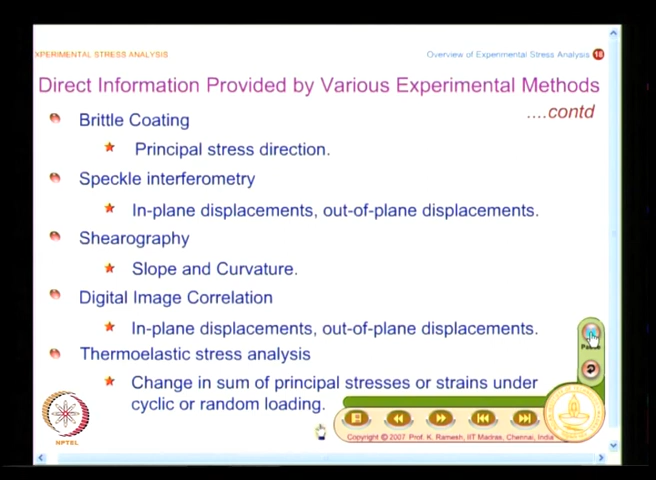 XPERIMENTAL STRESS ANALYSIS
Overview of Experimental Stress Analysis 18
Direct Information Provided by Various Experimental Methods
....contd
Brittle Coating
Principal stress direction.
Speckle interferometry
In-plane displacements, out-of-plane displacements.
Shearography
Slope and Curvature.
Digital Image Correlation
In-plane displacements, out-of-plane displacements.
Thermoelastic stress analysis
Change in sum of principal stresses or strains under
cyclic or random loading.
NPTEL
Copyright © 2007 Prof. K. Ramesh, IIT Madras, Chennai, India